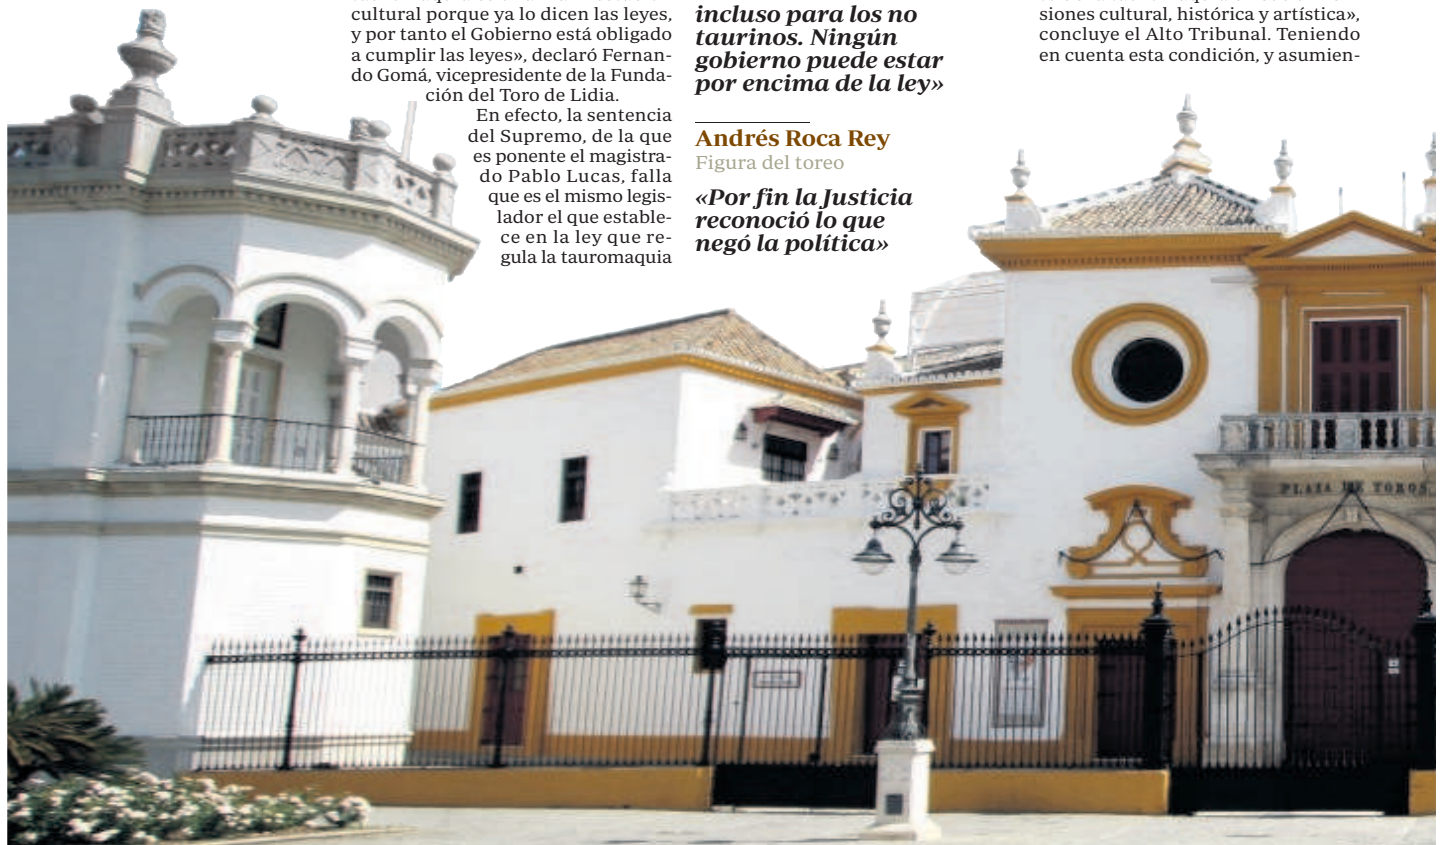 cultural porque ya lo dicen las leyes,
y por tanto el Gobierno está obligado
a cumplir las leyes», declaró Fernan-
do Gomá, vicepresidente de la Funda-
ción del Toro de Lidia.
En efecto, la sentencia
del Supremo, de la que
es ponente el magistra-
do Pablo Lucas, falla
que es el mismo legis-
lador el que estable-
ce en la ley que re-
gula la tauromaquia
incluso para los no
taurinos. Ningún
gobierno puede estar
por encima de la ley»
Andrés Roca Rey
Figura del toreo
«Por fin la Justicia
reconoció lo que
negó la política»
siones cultural, histórica y artística»,
concluye el Alto Tribunal. Teniendo
en cuenta esta condición, y asumien-
PLAZA DE TOROS